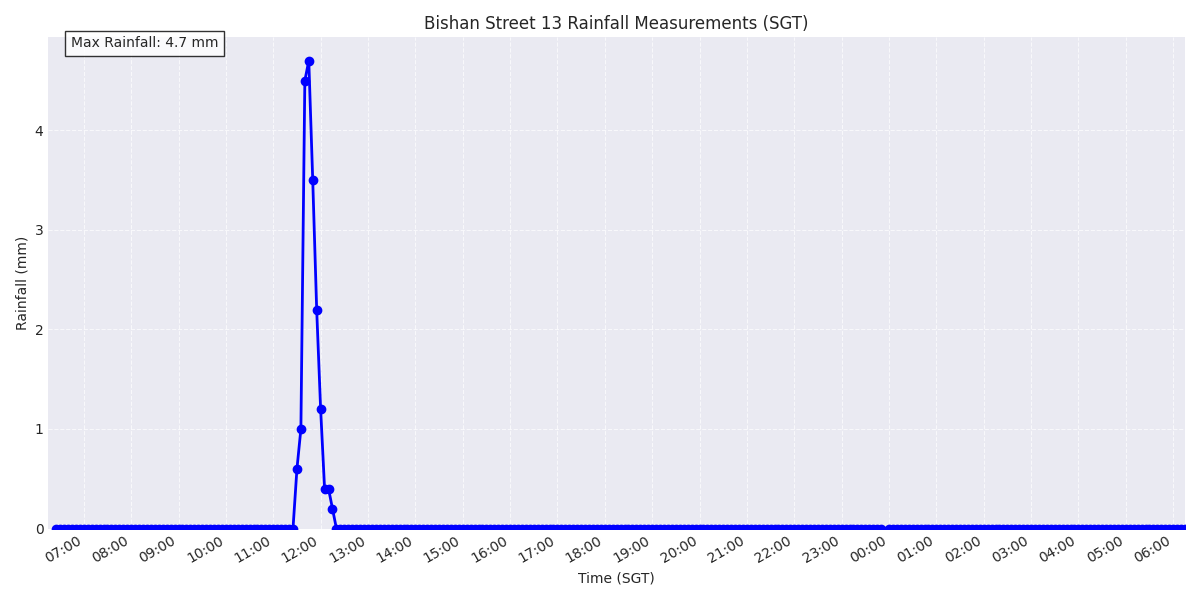 Bishan Street 13 Rainfall Measurements (SGT)
Max Rainfall: 4.7 mm
Rainfall (mm)
4
3
2
1
0
07:00 08:00 09:00 10:00 11:00 12:00 13:00 14:00 15:00 16:00 17:00 18:00 19:00 20:00 21:00 22:00 23:00 00:00 01:00 02:00 03:00 04:00 05:00 06:00
Time (SGT)